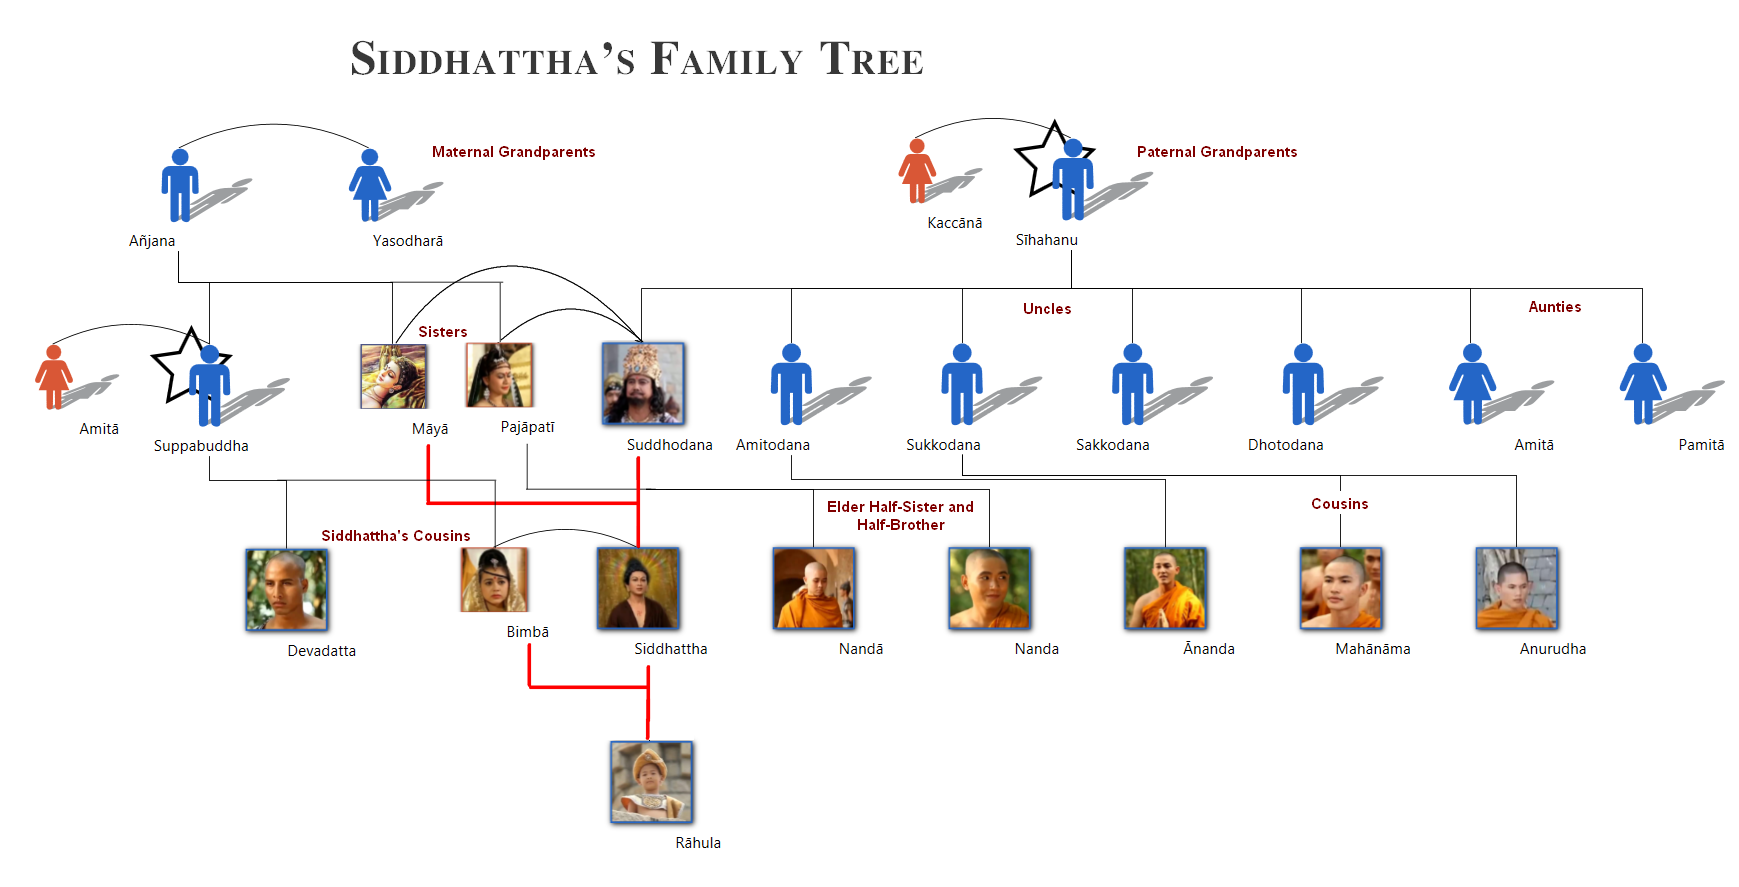 Siddhattha’s Family Tree
Maternal Grandparents
Paternal Grandparents
Kaccānā
Añjana
Yasodharā
Sīhahanu
Uncles
Aunties
Sisters
Amitā
Māyā
Pajāpatī
Suppabuddha
Suddhodana
Amitodana
Sukkodana
Sakkodana
Dhotodana
Amitā
Pamitā
Elder Half-Sister and
Half-Brother
Cousins
Siddhattha's Cousins
Bimbā
Devadatta
Siddhattha
Nandā
Nanda
Ānanda
Mahānāma
Anurudha
Rāhula